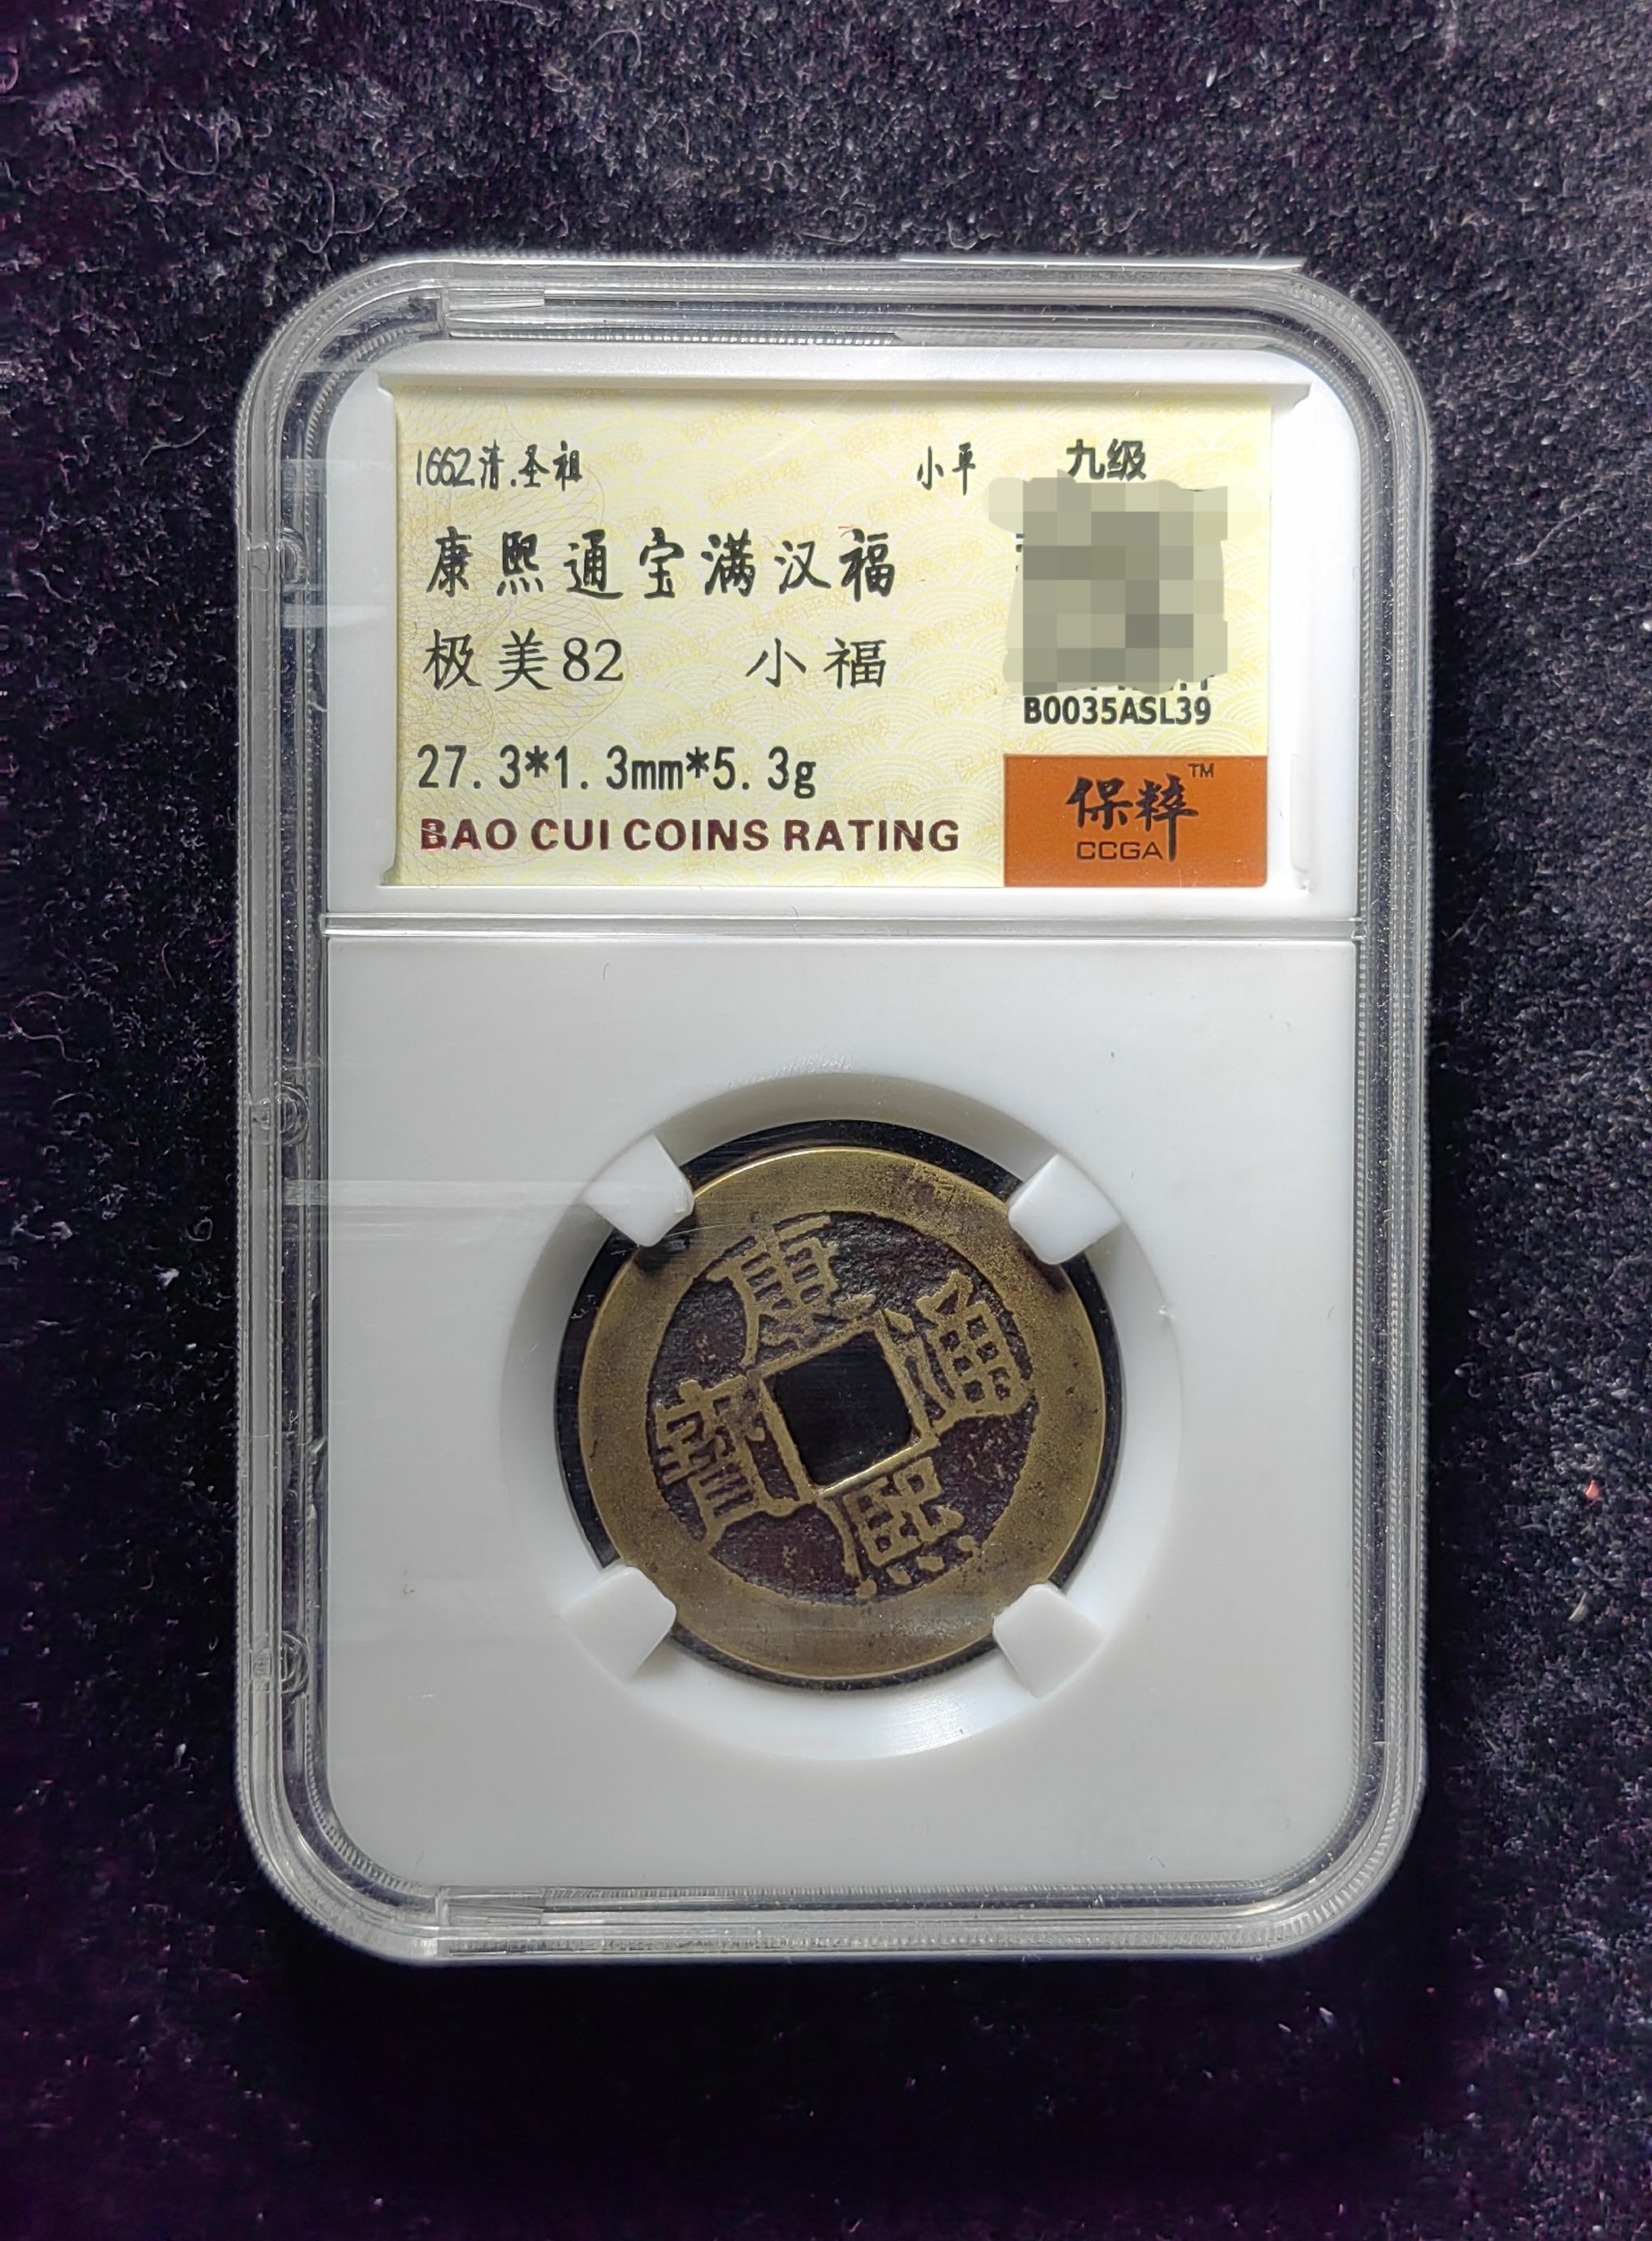 1662清.圣祖 小平 九级
康熙通宝满汉福
极美82 小福
B0035ASL39
27.3*1.3mm*5.3g
BAO CUI COINS RATING
保粹™
CCGA
康熙通寶